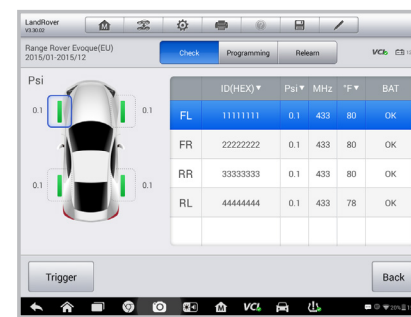 LandRover
V3.30.02
Range Rover Evoque(EU)
2015/01-2015/12
Check Programming Relearn
VCI
Psi
0.1 0.1
0.1 0.1
ID(HEX)▼ Psi▼ MHz °F▼ BAT
FL 11111111 0.1 433 80 OK
FR 22222222 0.1 433 80 OK
RR 33333333 0.1 433 80 OK
RL 44444444 0.1 433 78 OK
Trigger Back
VCI